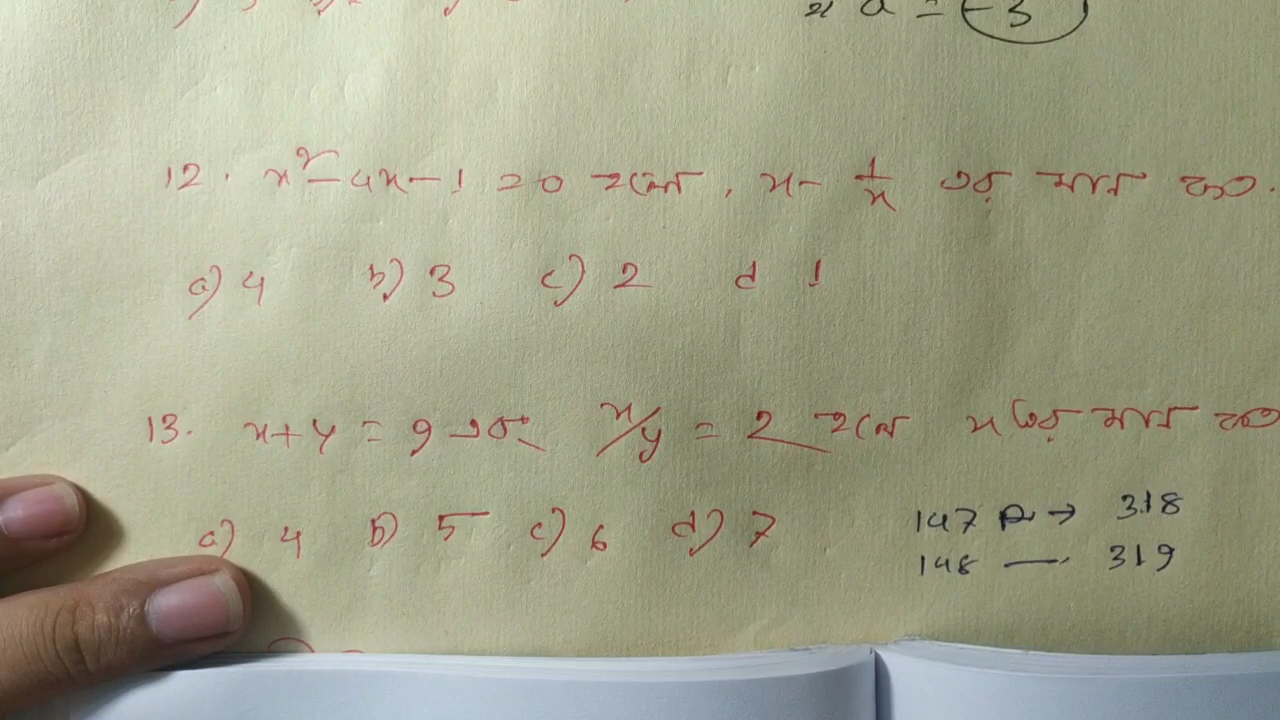 a = -3
12. x² - 4x - 1 = 0 হলে, x - 1/x এর মান কত.
a) 4 b) 3 c) 2 d 1
13. x + y = 9 এবং x/y = 2 হলে x এর মান কত
a) 4 b) 5 c) 6 d) 7
147 → 318
148 — 319